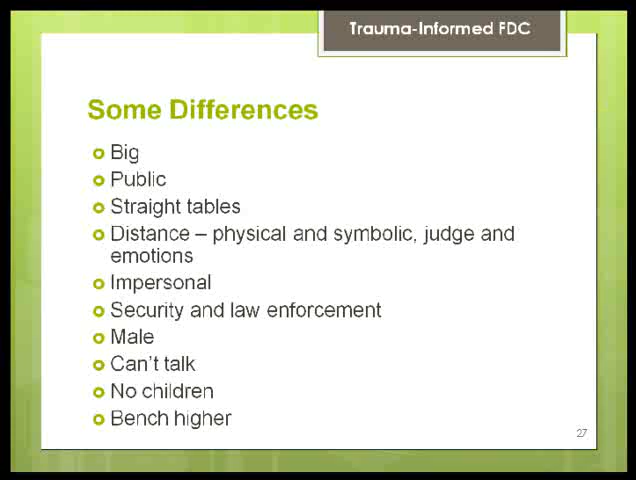 Trauma-Informed FDC
Some Differences
Big
Public
Straight tables
Distance – physical and symbolic, judge and
emotions
Impersonal
Security and law enforcement
Male
Can't talk
No children
Bench higher
27